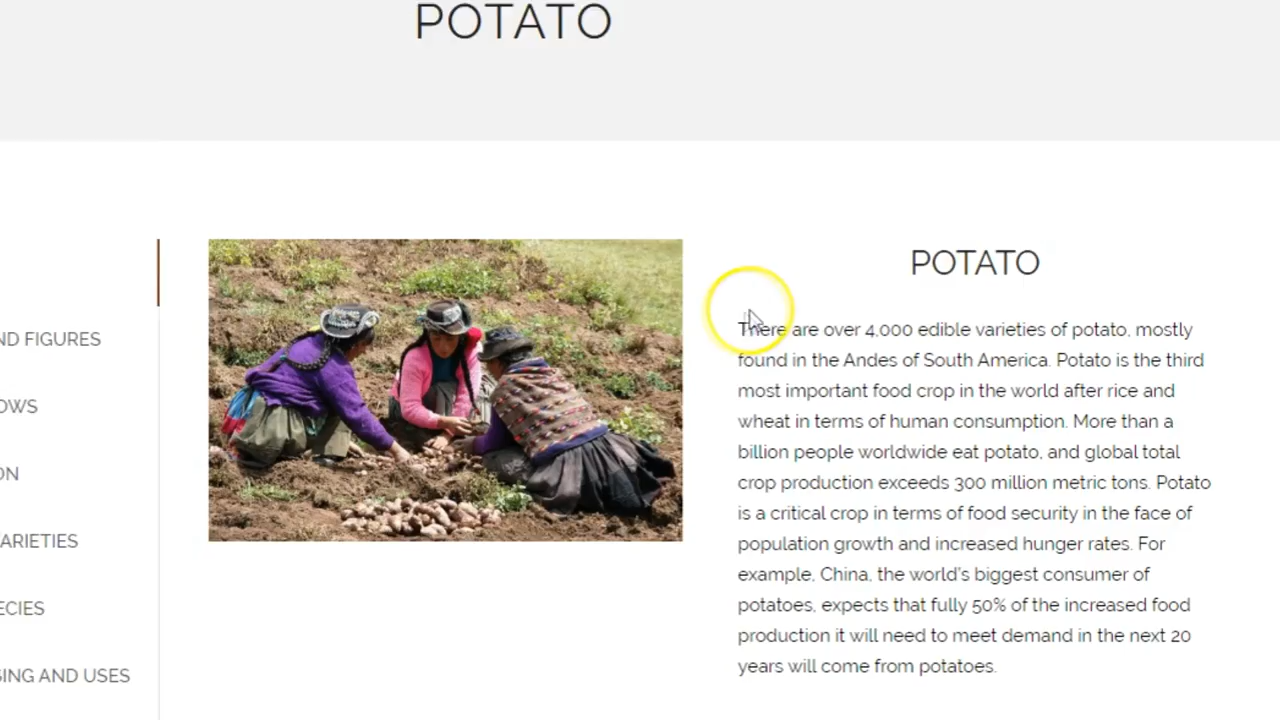 POTATO
ND FIGURES
OWS
ON
ARIETIES
ECIES
SING AND USES
POTATO
There are over 4,000 edible varieties of potato, mostly
found in the Andes of South America. Potato is the third
most important food crop in the world after rice and
wheat in terms of human consumption. More than a
billion people worldwide eat potato, and global total
crop production exceeds 300 million metric tons. Potato
is a critical crop in terms of food security in the face of
population growth and increased hunger rates. For
example, China, the world's biggest consumer of
potatoes, expects that fully 50% of the increased food
production it will need to meet demand in the next 20
years will come from potatoes.